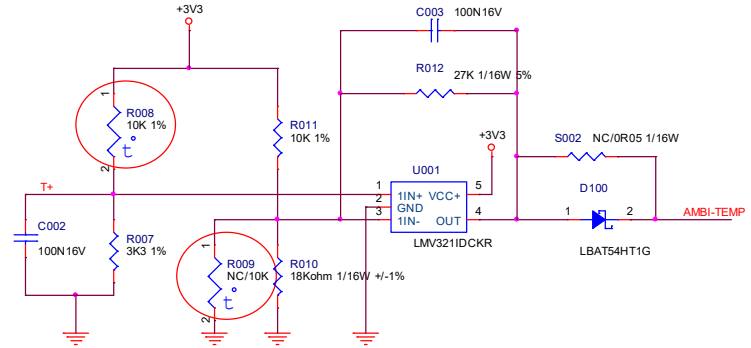 +3V3
C003
100N16V
R012
27K 1/16W 5%
1
R008
10K 1%
t°
2
R011
10K 1%
+3V3
S002
NC/0R05 1/16W
U001
T+
1
2
3
1IN+ VCC+
GND
1IN- OUT
5
4
LMV321IDCKR
D100
1
2
AMBI-TEMP
LBAT54HT1G
C002
100N16V
R007
3K3 1%
1
R009
NC/10K
t°
2
R010
18Kohm 1/16W +/-1%